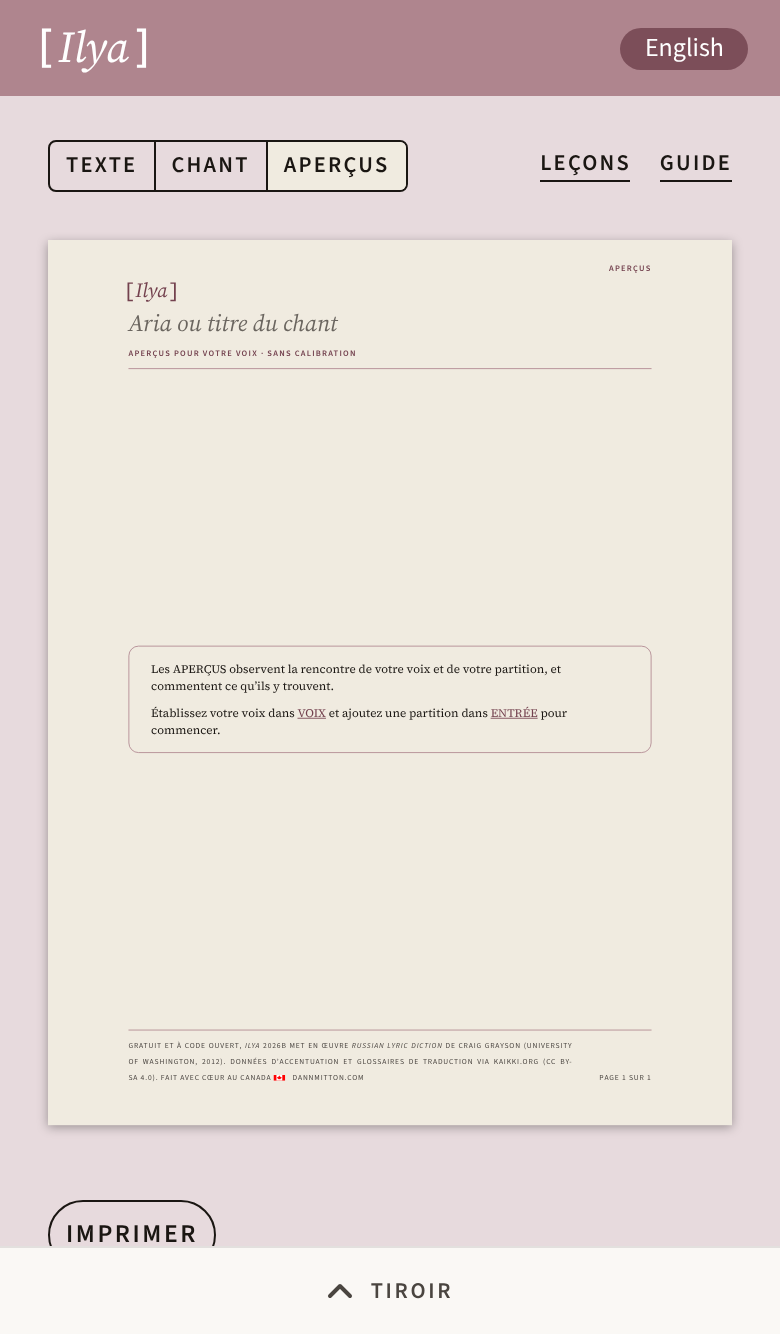 [Ilya]
English
TEXTE CHANT APERÇUS LEÇONS GUIDE
APERÇUS
[Ilya]
Aria ou titre du chant
APERÇUS POUR VOTRE VOIX · SANS CALIBRATION
Les APERÇUS observent la rencontre de votre voix et de votre partition, et
commentent ce qu’ils y trouvent.
Établissez votre voix dans VOIX et ajoutez une partition dans ENTRÉE pour
commencer.
GRATUIT ET À CODE OUVERT, ILYA 2026B MET EN ŒUVRE RUSSIAN LYRIC DICTION DE CRAIG GRAYSON (UNIVERSITY
OF WASHINGTON, 2012). DONNÉES D’ACCENTUATION ET GLOSSAIRES DE TRADUCTION VIA KAIKKI.ORG (CC BY-
SA 4.0). FAIT AVEC CŒUR AU CANADA 🇨🇦 DANNMITTON.COM
PAGE 1 SUR 1
IMPRIMER
TIROIR